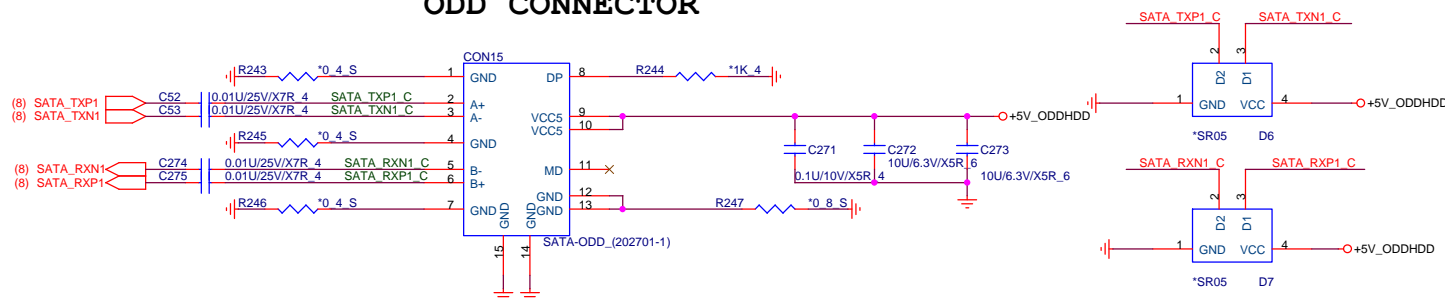 ODD CONNECTOR
CON15
R243 *0_4_S 1 GND DP 8 R244 *1K_4
(8) SATA_TXP1 C52 0.01U/25V/X7R_4 SATA_TXP1_C 2 A+
(8) SATA_TXN1 C53 0.01U/25V/X7R_4 SATA_TXN1_C 3 A-
VCC5 9 +5V_ODDHDD
VCC5 10
R245 *0_4_S 4 GND
C271 C272 C273
0.1U/10V/X5R_4 10U/6.3V/X5R_6 10U/6.3V/X5R_6
(8) SATA_RXN1 C274 0.01U/25V/X7R_4 SATA_RXN1_C 5 B- MD 11
(8) SATA_RXP1 C275 0.01U/25V/X7R_4 SATA_RXP1_C 6 B+
GND 12
R246 *0_4_S 7 GND GND 13 R247 *0_8_S
GND GND
15 14
SATA-ODD_(202701-1)
SATA_TXP1_C SATA_TXN1_C
2 3
D2 D1
1 GND VCC 4 +5V_ODDHDD
*SR05 D6
SATA_RXN1_C SATA_RXP1_C
2 3
D2 D1
1 GND VCC 4 +5V_ODDHDD
*SR05 D7